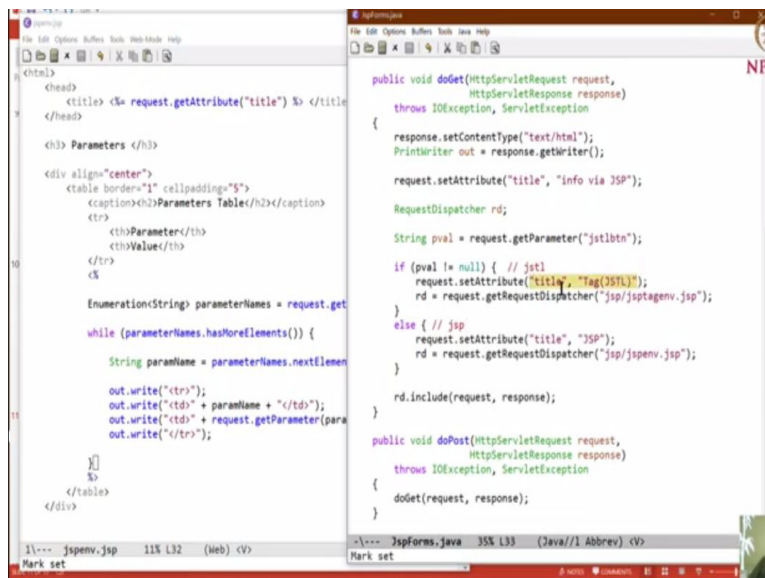 jspenv.jsp
File Edit Options Buffers Tools Web-Mode Help
<html>
<head>
<title> <%= request.getAttribute("title") %> </title
</head>
<h3> Parameters </h3>
<div align="center">
<table border="1" cellpadding="5">
<caption><h2>Parameters Table</h2></caption>
<tr>
<th>Parameter</th>
<th>Value</th>
</tr>
<%
Enumeration<String> parameterNames = request.get
while (parameterNames.hasMoreElements()) {
String paramName = parameterNames.nextElemen
out.write("<tr>");
out.write("<td>" + paramName + "</td>");
out.write("<td>" + request.getParameter(para
out.write("</tr>");
}
%>
</table>
</div>
1\--- jspenv.jsp 11% L32 (Web) <V>
Mark set
JspForms.java
File Edit Options Buffers Tools Java Help
public void doGet(HttpServletRequest request,
HttpServletResponse response)
throws IOException, ServletException
{
response.setContentType("text/html");
PrintWriter out = response.getWriter();
request.setAttribute("title", "info via JSP");
RequestDispatcher rd;
String pval = request.getParameter("jstlbtn");
if (pval != null) { // jstl
request.setAttribute("title", "Tag(JSTL)");
rd = request.getRequestDispatcher("jsp/jsptagenv.jsp");
}
else { // jsp
request.setAttribute("title", "JSP");
rd = request.getRequestDispatcher("jsp/jspenv.jsp");
}
rd.include(request, response);
}
public void doPost(HttpServletRequest request,
HttpServletResponse response)
throws IOException, ServletException
{
doGet(request, response);
}
-\--- JspForms.java 35% L33 (Java//l Abbrev) <V>
Mark set
NOTES COMMENTS
NP
10
11